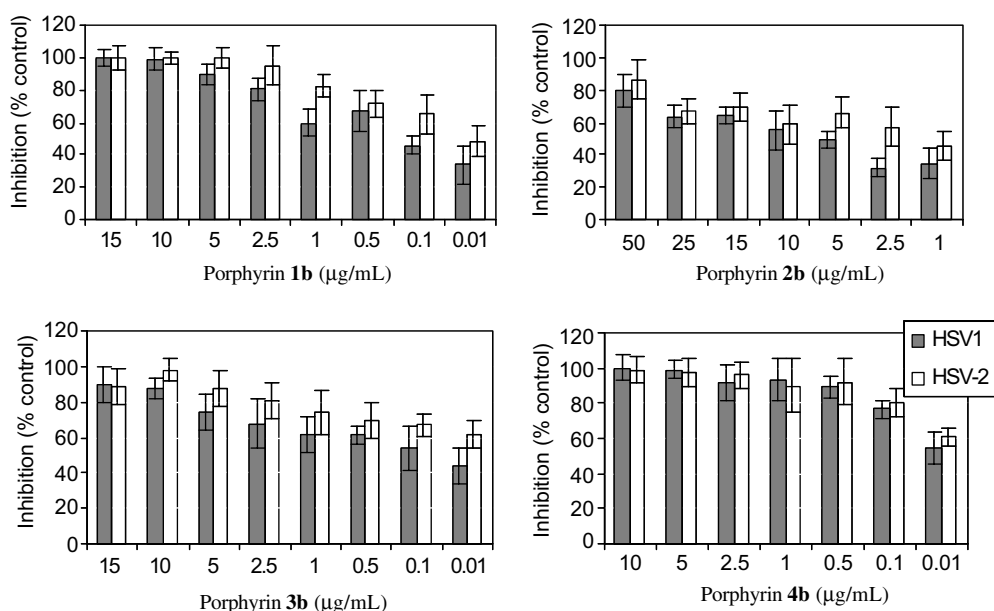 120
100
80
60
40
20
0
Inhibition (% control)
15 10 5 2.5 1 0.5 0.1 0.01
Porphyrin 1b (µg/mL)
120
100
80
60
40
20
0
Inhibition (% control)
50 25 15 10 5 2.5 1
Porphyrin 2b (µg/mL)
120
100
80
60
40
20
0
Inhibition (% control)
15 10 5 2.5 1 0.5 0.1 0.01
Porphyrin 3b (µg/mL)
120
100
80
60
40
20
0
Inhibition (% control)
10 5 2.5 1 0.5 0.1 0.01
Porphyrin 4b (µg/mL)
HSV1
HSV-2